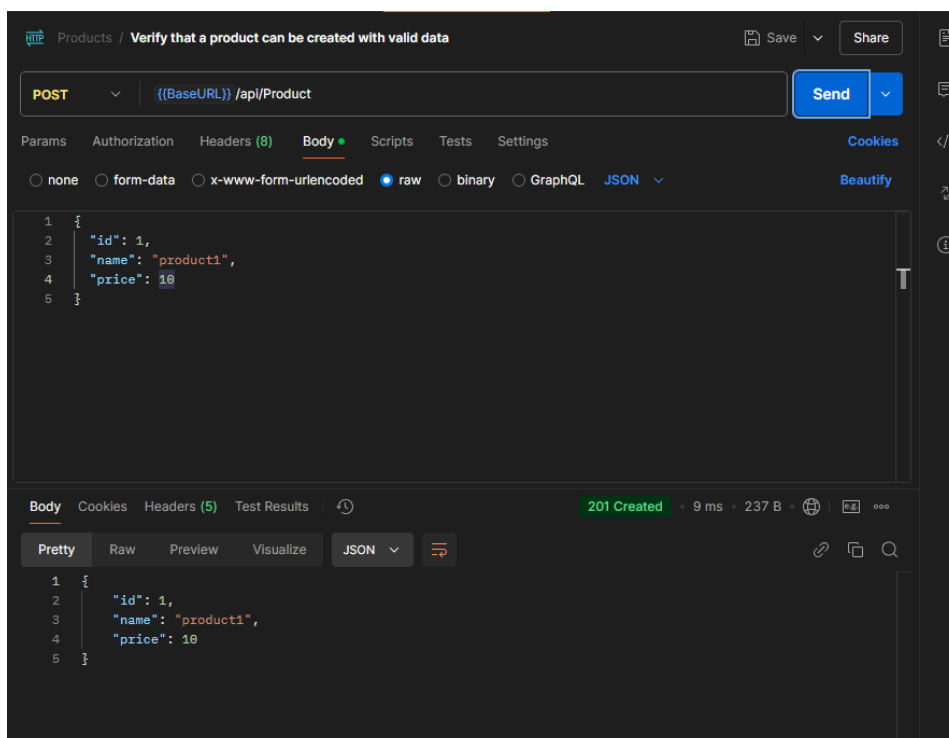 HTTP Products / Verify that a product can be created with valid data Save Share
POST {{BaseURL}} /api/Product Send
Params Authorization Headers (8) Body Scripts Tests Settings Cookies
none form-data x-www-form-urlencoded raw binary GraphQL JSON Beautify
1 {
2 "id": 1,
3 "name": "product1",
4 "price": 10
5 }
T
Body Cookies Headers (5) Test Results 201 Created 9 ms 237 B e.g.
Pretty Raw Preview Visualize JSON
1 {
2 "id": 1,
3 "name": "product1",
4 "price": 10
5 }